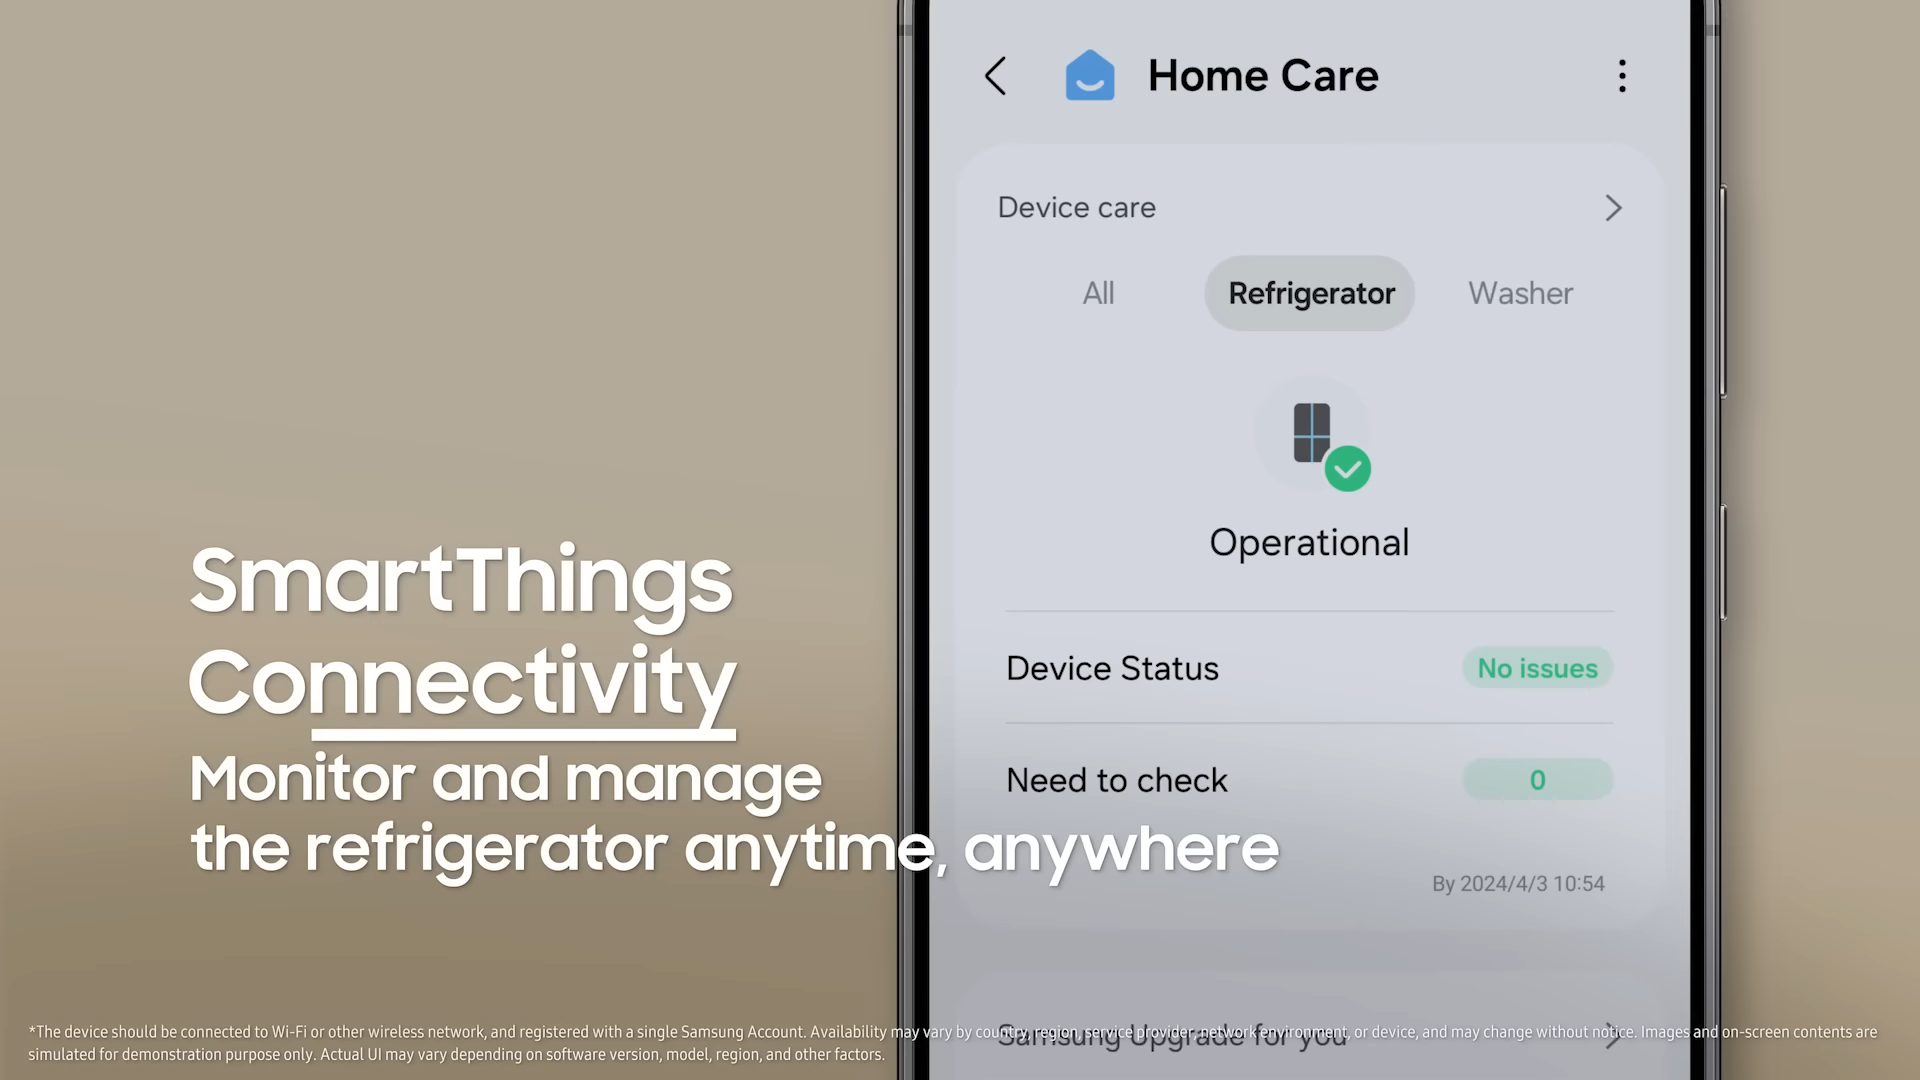 Home Care
Device care
All Refrigerator Washer
Operational
Device Status No issues
Need to check 0
By 2024/4/3 10:54
Samsung Upgrade for you
SmartThings
Connectivity
Monitor and manage
the refrigerator anytime, anywhere
*The device should be connected to Wi-Fi or other wireless network, and registered with a single Samsung Account. Availability may vary by country, region, service provider, network environment, or device, and may change without notice. Images and on-screen contents are
simulated for demonstration purpose only. Actual UI may vary depending on software version, model, region, and other factors.